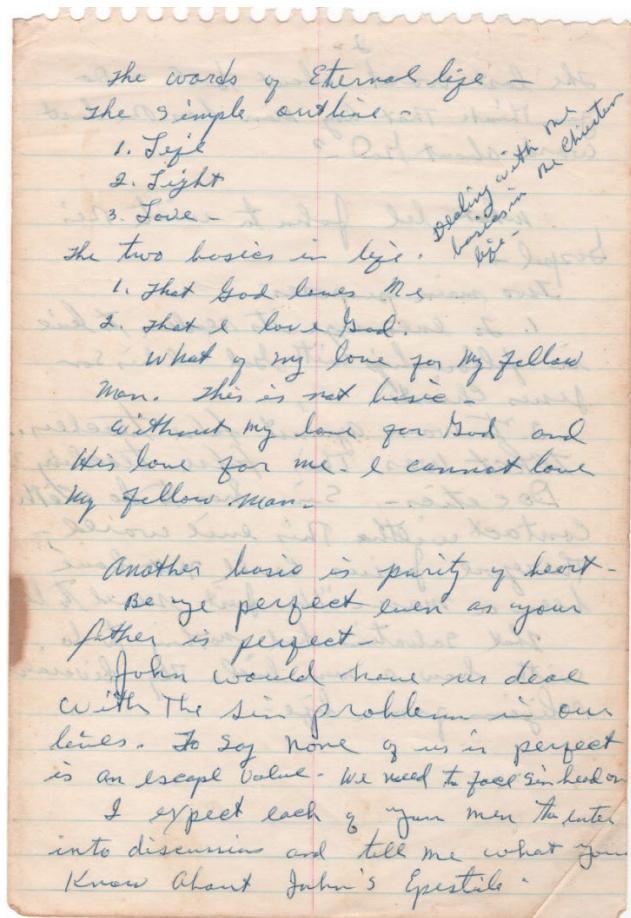 The words of Eternal life -
The simple outline -
1. Life
2. Light
3. Love -
Dealing with the
basics in the Christian
life -
The two basics in life.
1. That God loves Me
2. That I love God.
What of my love for my fellow
Man. This is not basic -
Without my love for God and
His love for me - I cannot love
my fellow man -
Another basic is purity of heart -
Be ye perfect even as your
father is perfect -
John would have us deal
with The sin problem in our
lives. To say none of us is perfect
is an escape value - We need to face sin head on
I expect each of you men to enter
into discussion and tell me what you
Know About John's Epistile.